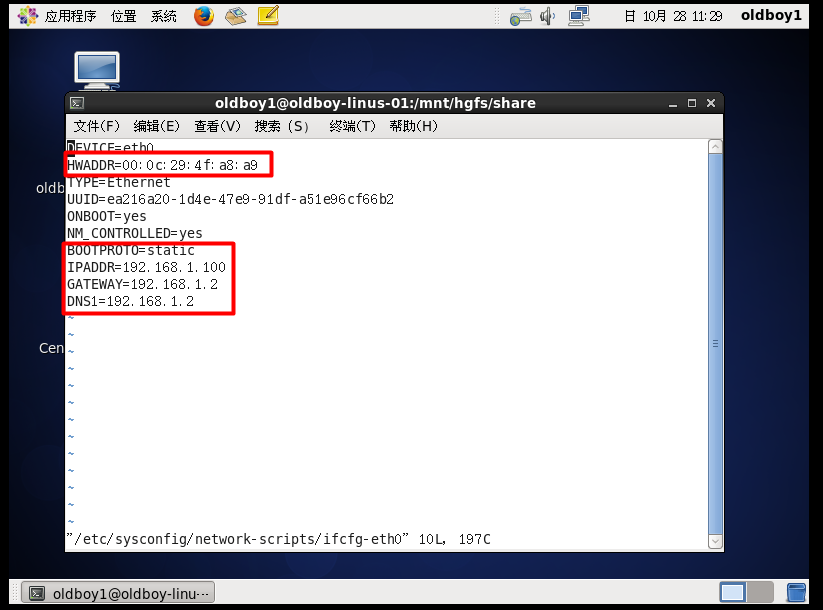 应用程序 位置 系统
日 10月 28 11:29 oldboy1
oldboy1@oldboy-linus-01:/mnt/hgfs/share
文件(F) 编辑(E) 查看(V) 搜索 (S) 终端(T) 帮助(H)
DEVICE=eth0
HWADDR=00:0c:29:4f:a8:a9
TYPE=Ethernet
oldb
UUID=ea216a20-1d4e-47e9-91df-a51e96cf66b2
ONBOOT=yes
NM_CONTROLLED=yes
BOOTPROTO=static
IPADDR=192.168.1.100
GATEWAY=192.168.1.2
DNS1=192.168.1.2
~
~
Cen
~
~
~
~
~
~
~
~
~
~
~
"/etc/sysconfig/network-scripts/ifcfg-eth0" 10L, 197C
oldboy1@oldboy-linu…